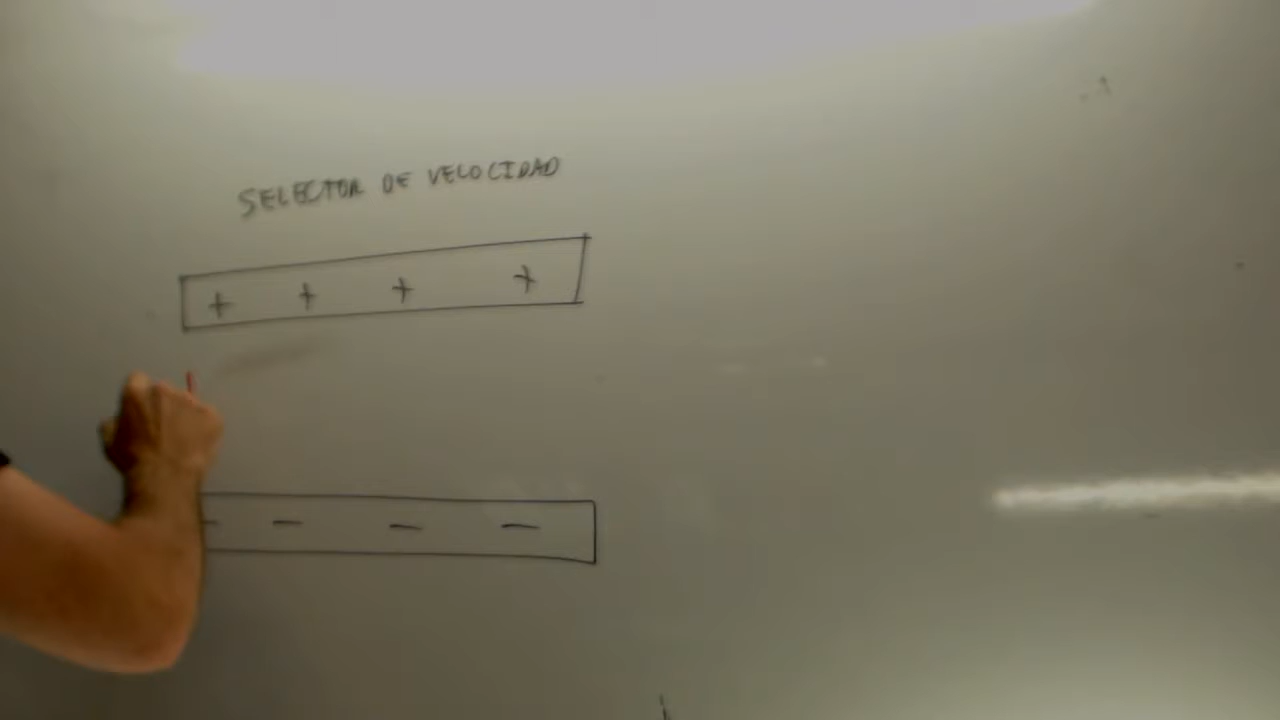 SELECTOR DE VELOCIDAD
+ + + +
- - - -